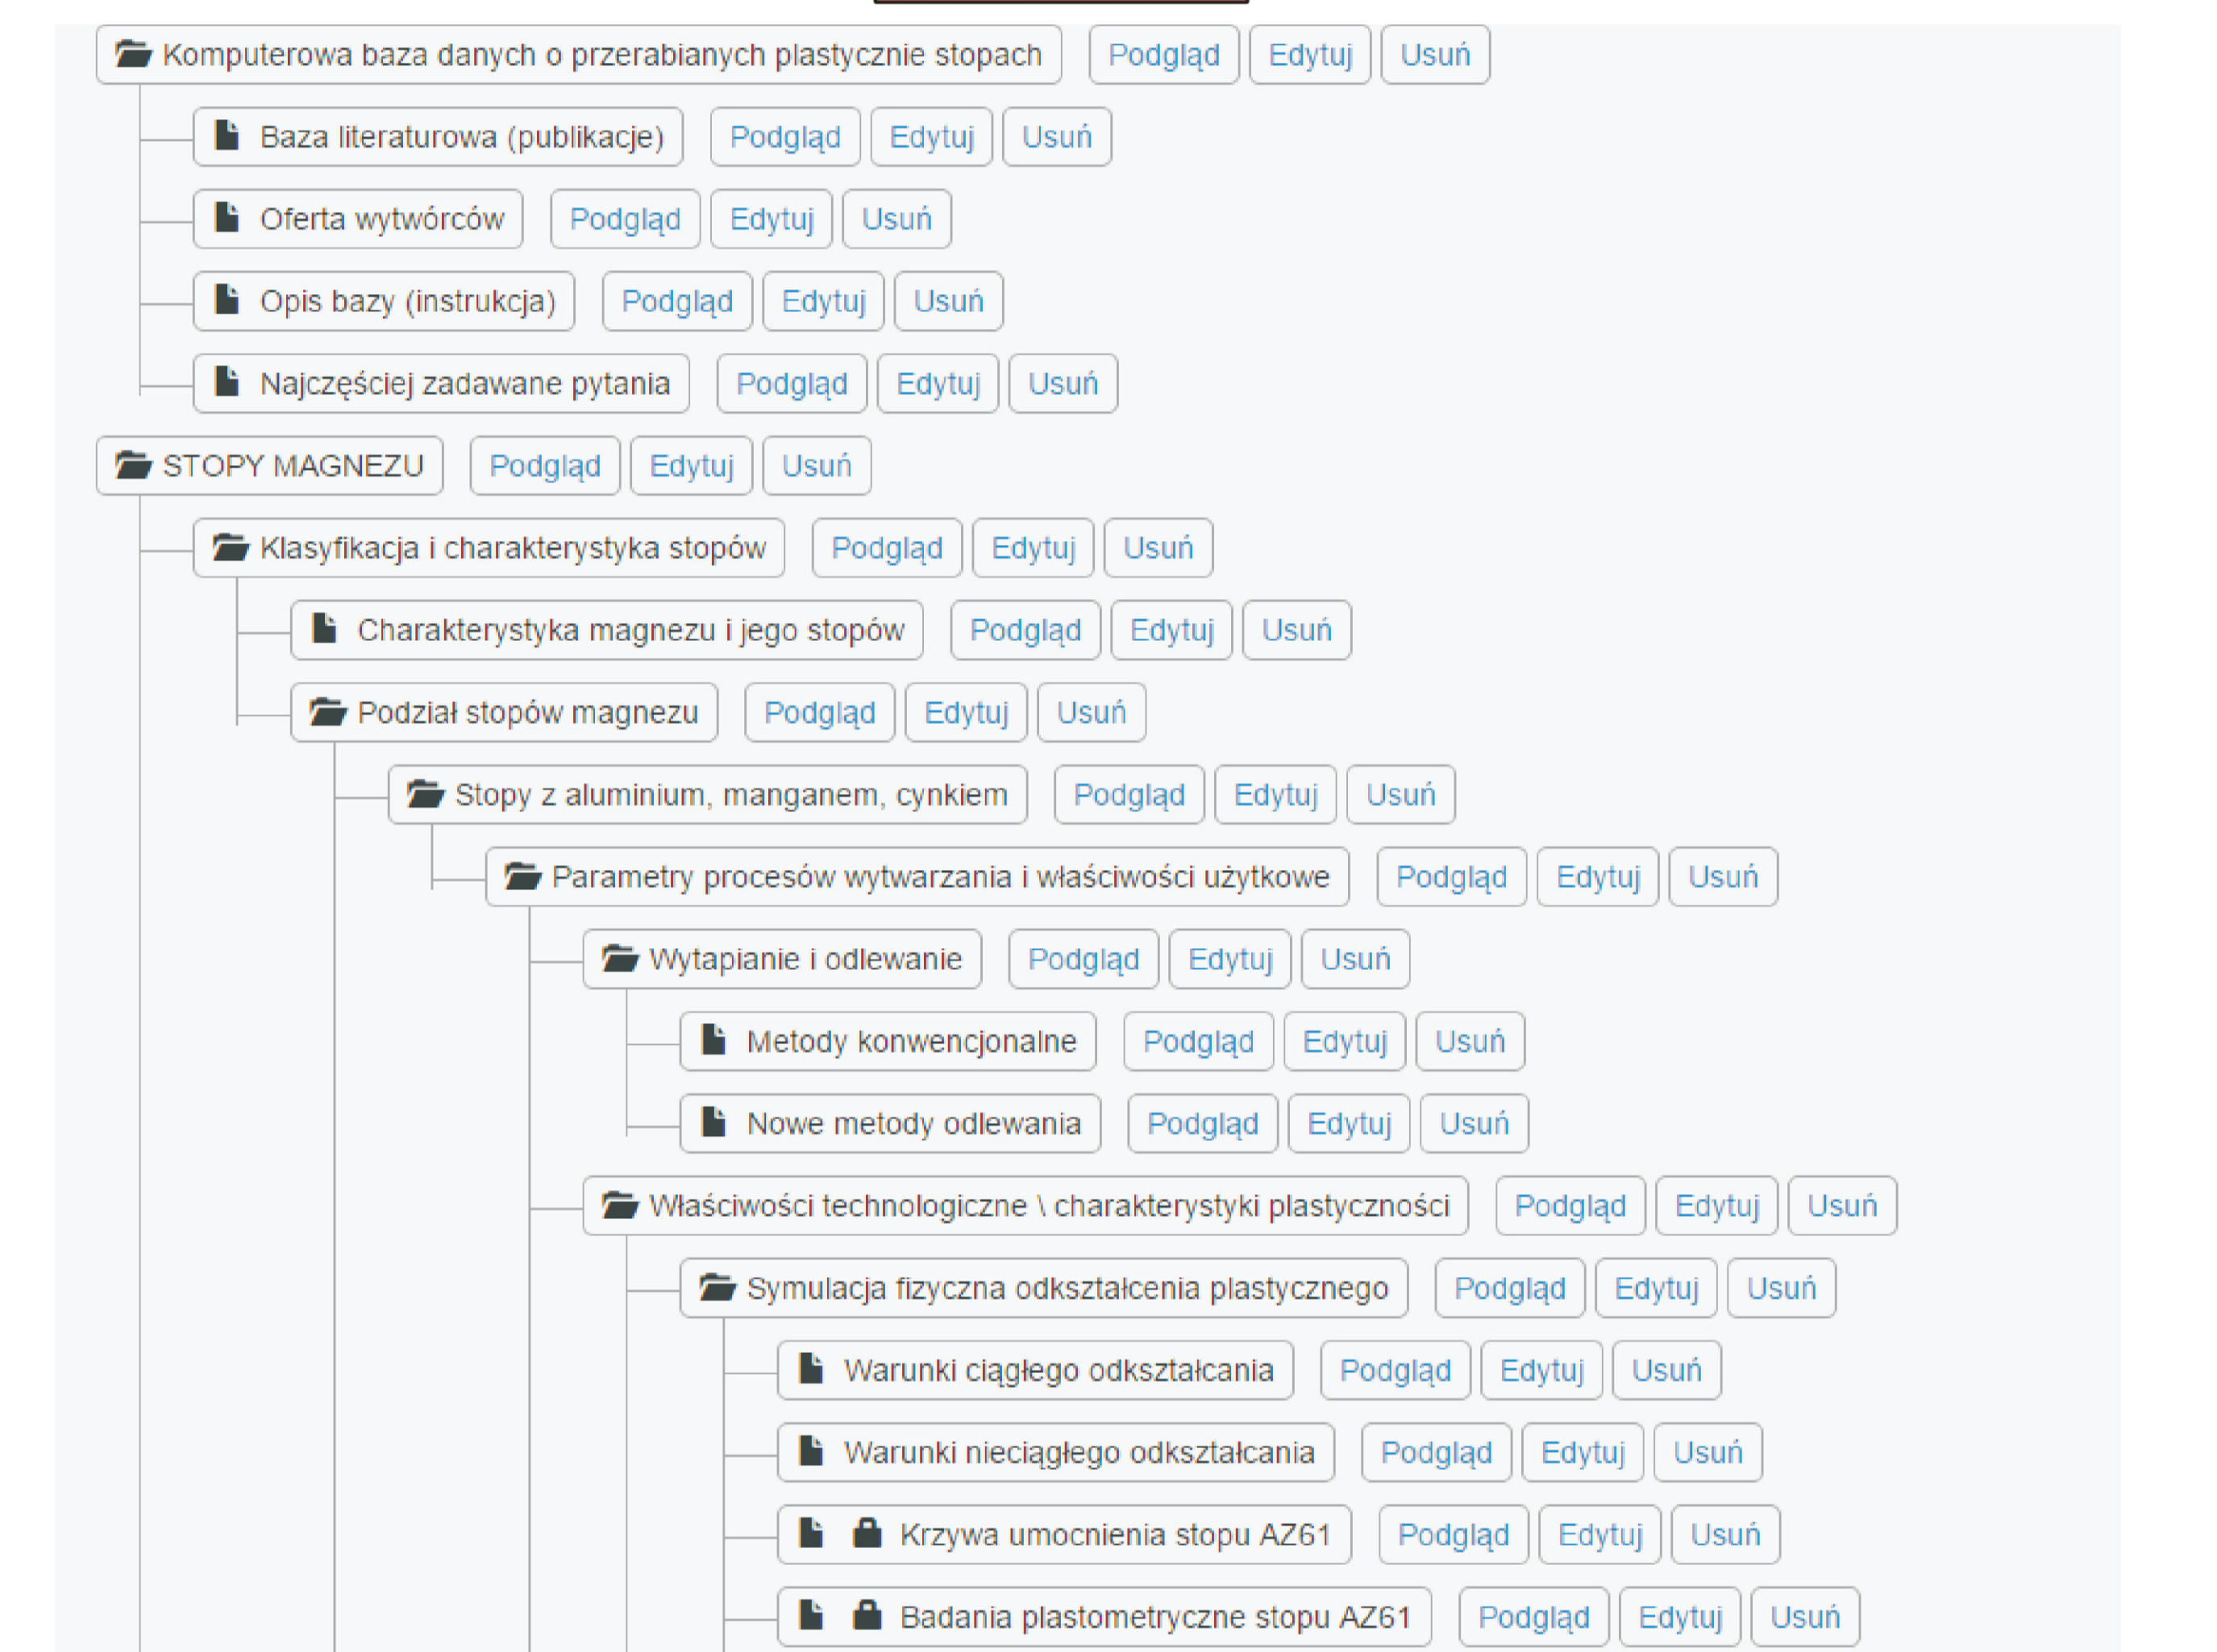 Komputerowa baza danych o przerabianych plastycznie stopach Podgląd Edytuj Usuń
Baza literaturowa (publikacje) Podgląd Edytuj Usuń
Oferta wytwórców Podgląd Edytuj Usuń
Opis bazy (instrukcja) Podgląd Edytuj Usuń
Najczęściej zadawane pytania Podgląd Edytuj Usuń
STOPY MAGNEZU Podgląd Edytuj Usuń
Klasyfikacja i charakterystyka stopów Podgląd Edytuj Usuń
Charakterystyka magnezu i jego stopów Podgląd Edytuj Usuń
Podział stopów magnezu Podgląd Edytuj Usuń
Stopy z aluminium, manganem, cynkiem Podgląd Edytuj Usuń
Parametry procesów wytwarzania i właściwości użytkowe Podgląd Edytuj Usuń
Wytapianie i odlewanie Podgląd Edytuj Usuń
Metody konwencjonalne Podgląd Edytuj Usuń
Nowe metody odlewania Podgląd Edytuj Usuń
Właściwości technologiczne \ charakterystyki plastyczności Podgląd Edytuj Usuń
Symulacja fizyczna odkształcenia plastycznego Podgląd Edytuj Usuń
Warunki ciągłego odkształcania Podgląd Edytuj Usuń
Warunki nieciągłego odkształcania Podgląd Edytuj Usuń
Krzywa umocnienia stopu AZ61 Podgląd Edytuj Usuń
Badania plastometryczne stopu AZ61 Podgląd Edytuj Usuń